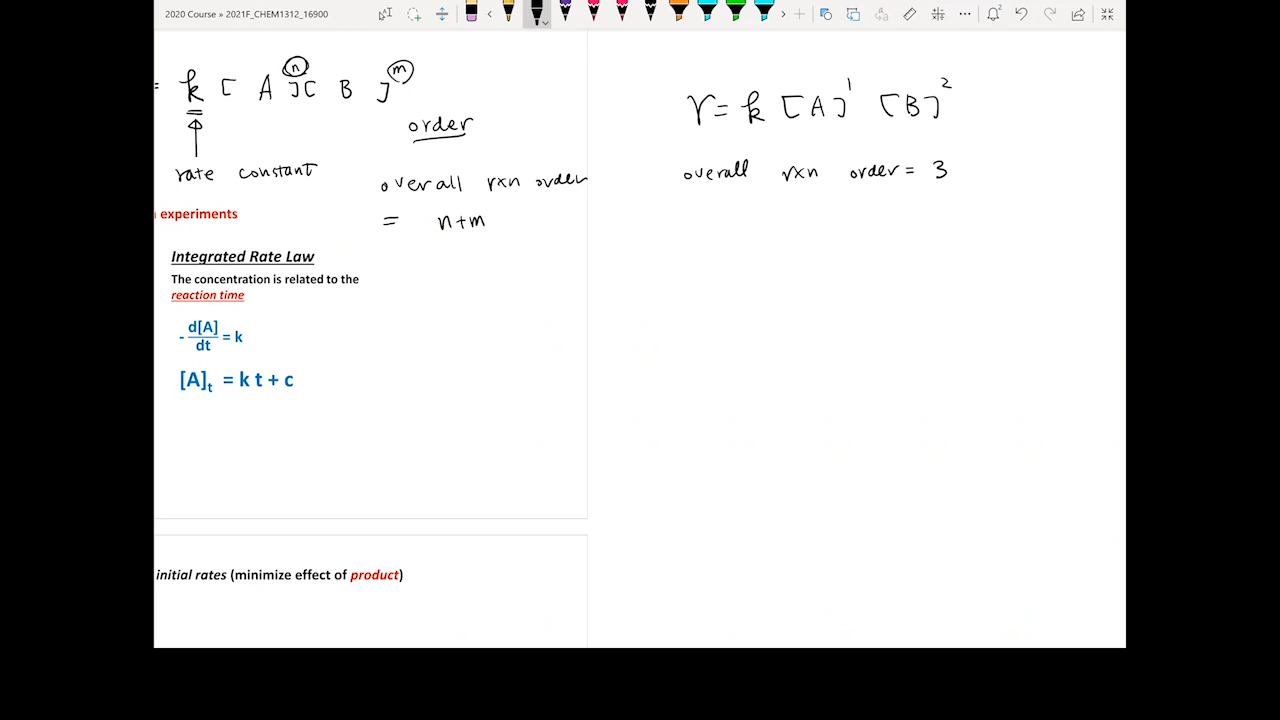 2020 Course » 2021F_CHEM1312_16900
= k [ A ]ⁿ [ B ]ᵐ
order
rate constant
overall rxn order
= n+m
n experiments
Integrated Rate Law
The concentration is related to the
reaction time
- d[A]/dt = k
[A]t = k t + c
initial rates (minimize effect of product)
r = k [A]¹ [B]²
overall rxn order = 3